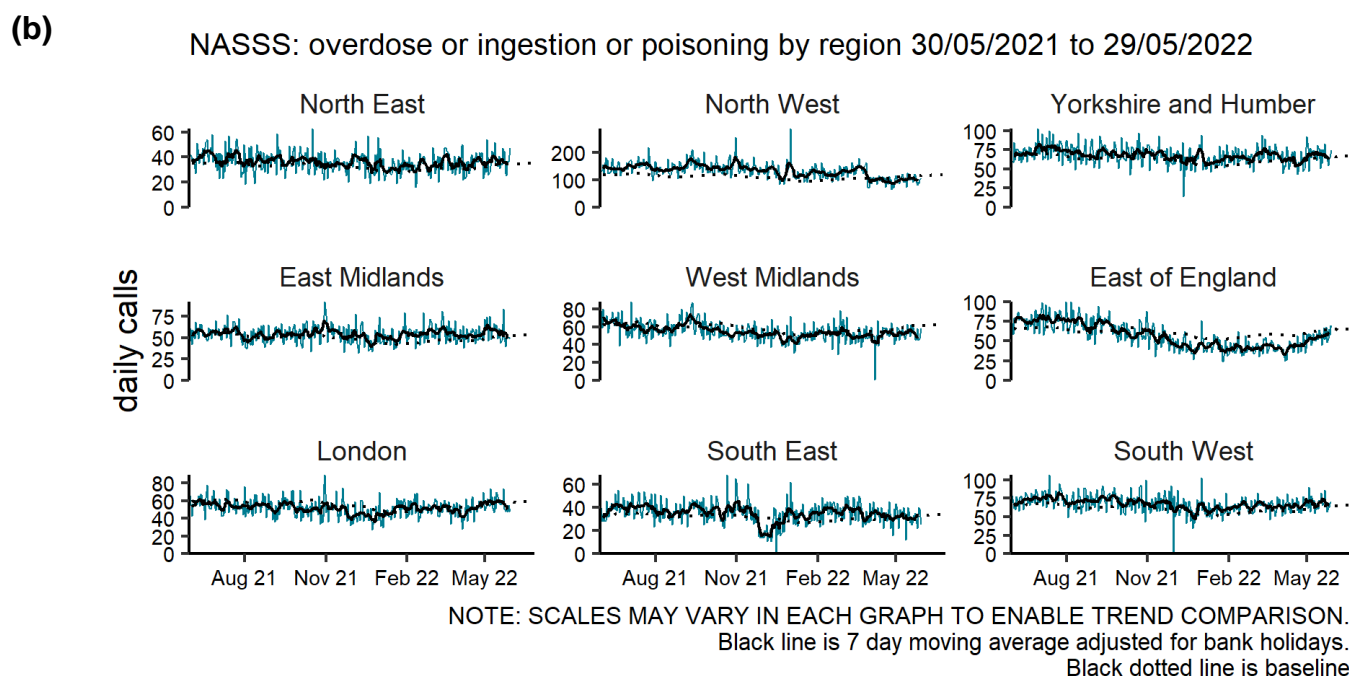 (b)
NASSS: overdose or ingestion or poisoning by region 30/05/2021 to 29/05/2022
North East
North West
Yorkshire and Humber
60
40
20
0
200
100
0
100
75
50
25
0
daily calls
East Midlands
West Midlands
East of England
75
50
25
0
80
60
40
20
0
100
75
50
25
0
London
South East
South West
80
60
40
20
0
60
40
20
0
100
75
50
25
0
Aug 21 Nov 21 Feb 22 May 22
Aug 21 Nov 21 Feb 22 May 22
Aug 21 Nov 21 Feb 22 May 22
NOTE: SCALES MAY VARY IN EACH GRAPH TO ENABLE TREND COMPARISON.
Black line is 7 day moving average adjusted for bank holidays.
Black dotted line is baseline